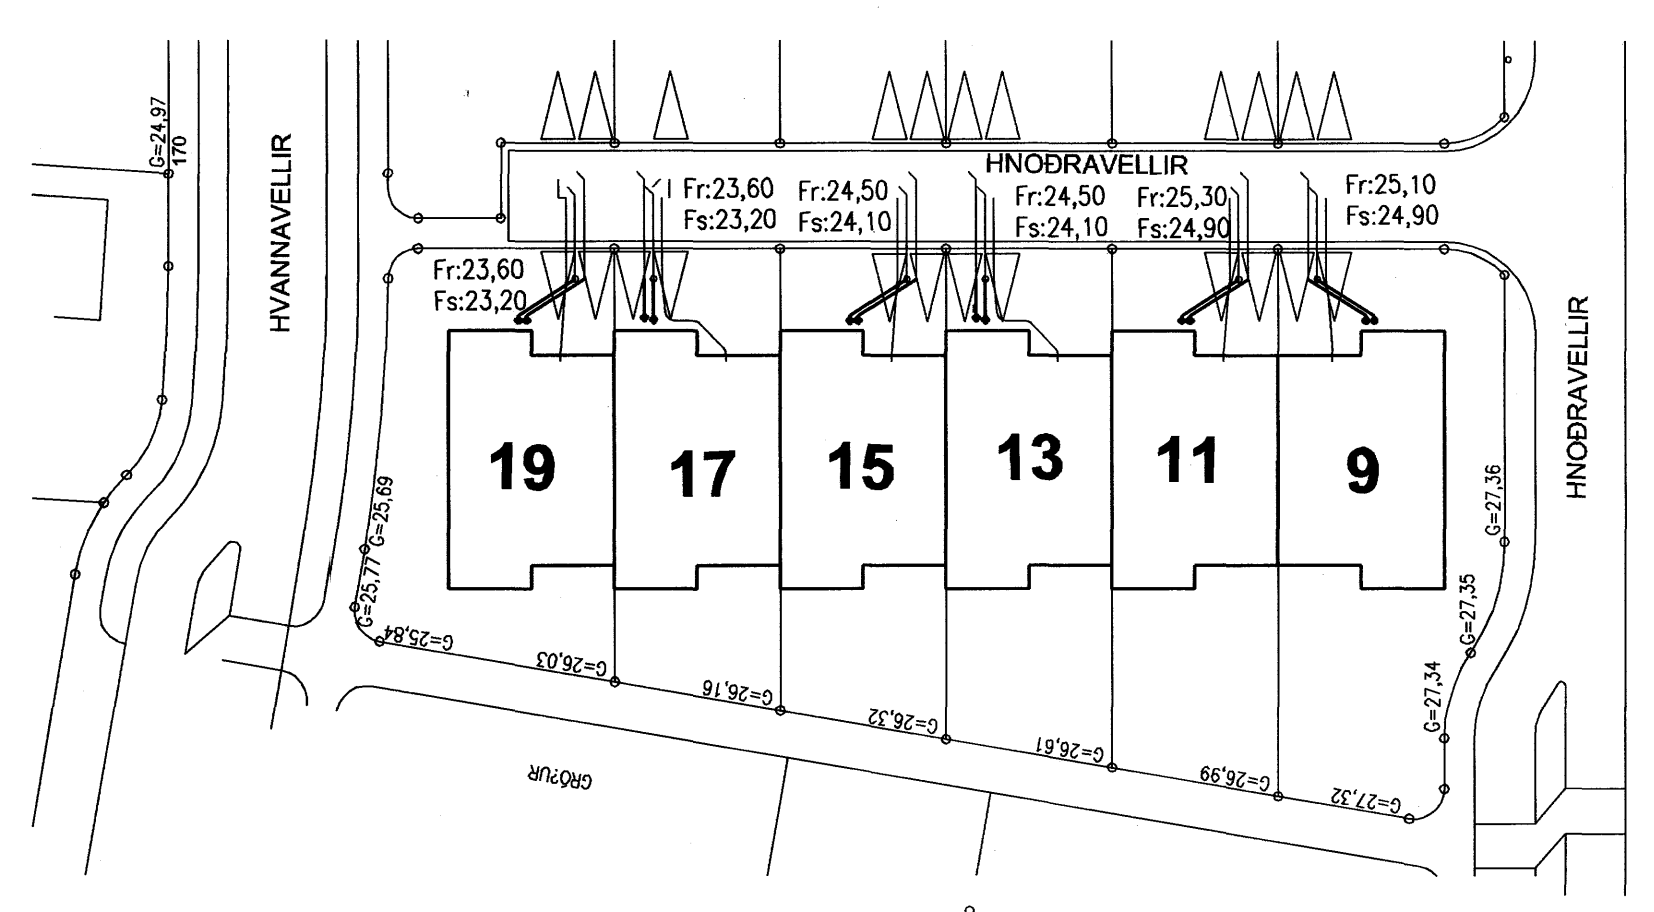 G=24,97
170
HVANNAVELLIR
HNOÐRAVELLIR
Fr:23,60
Fs:23,20
Fr:24,50
Fs:24,10
Fr:24,50
Fs:24,10
Fr:25,30
Fs:24,90
Fr:25,10
Fs:24,90
Fr:23,60
Fs:23,20
HNOÐRAVELLIR
19
17
15
13
11
9
G=25,69
G=25,77
G=25,84
G=26,03
G=26,16
G=26,32
G=26,61
G=26,99
G=27,32
G=27,34
G=27,35
G=27,36
GRÓ?UR